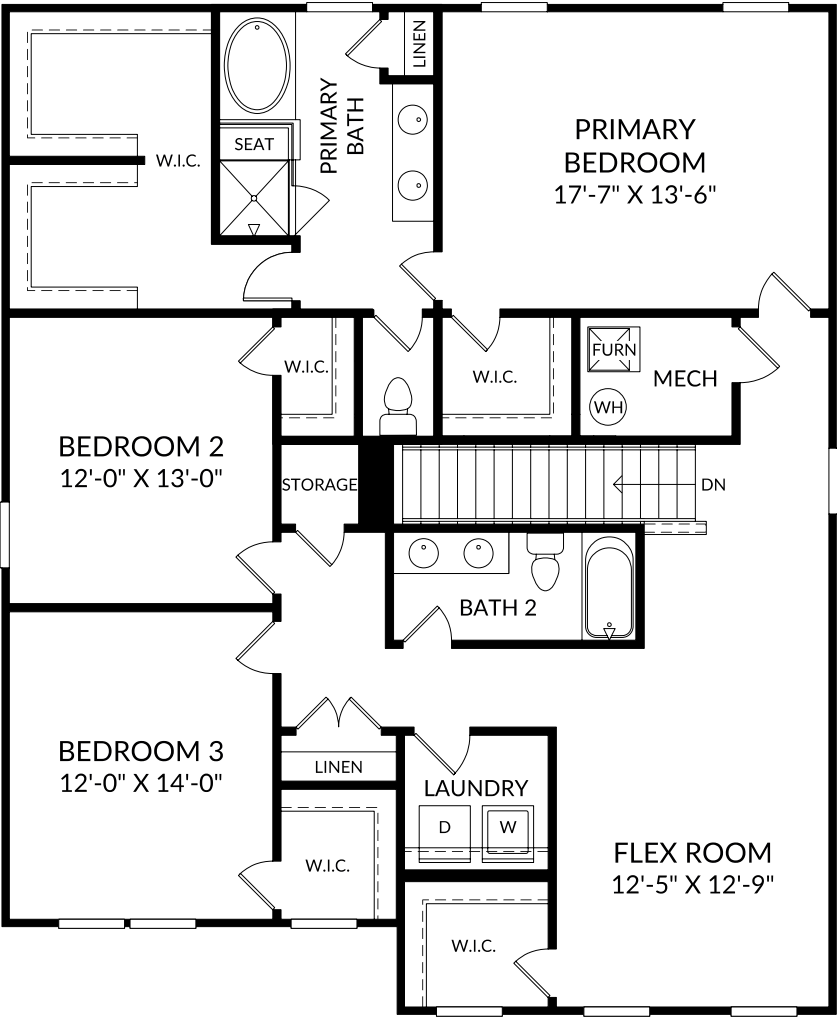 LINEN
PRIMARY
BATH
SEAT
W.I.C.
PRIMARY
BEDROOM
17'-7" X 13'-6"
W.I.C.
W.I.C.
FURN
MECH
WH
BEDROOM 2
12'-0" X 13'-0"
STORAGE
DN
BATH 2
BEDROOM 3
12'-0" X 14'-0"
LINEN
LAUNDRY
D
W
W.I.C.
FLEX ROOM
12'-5" X 12'-9"
W.I.C.